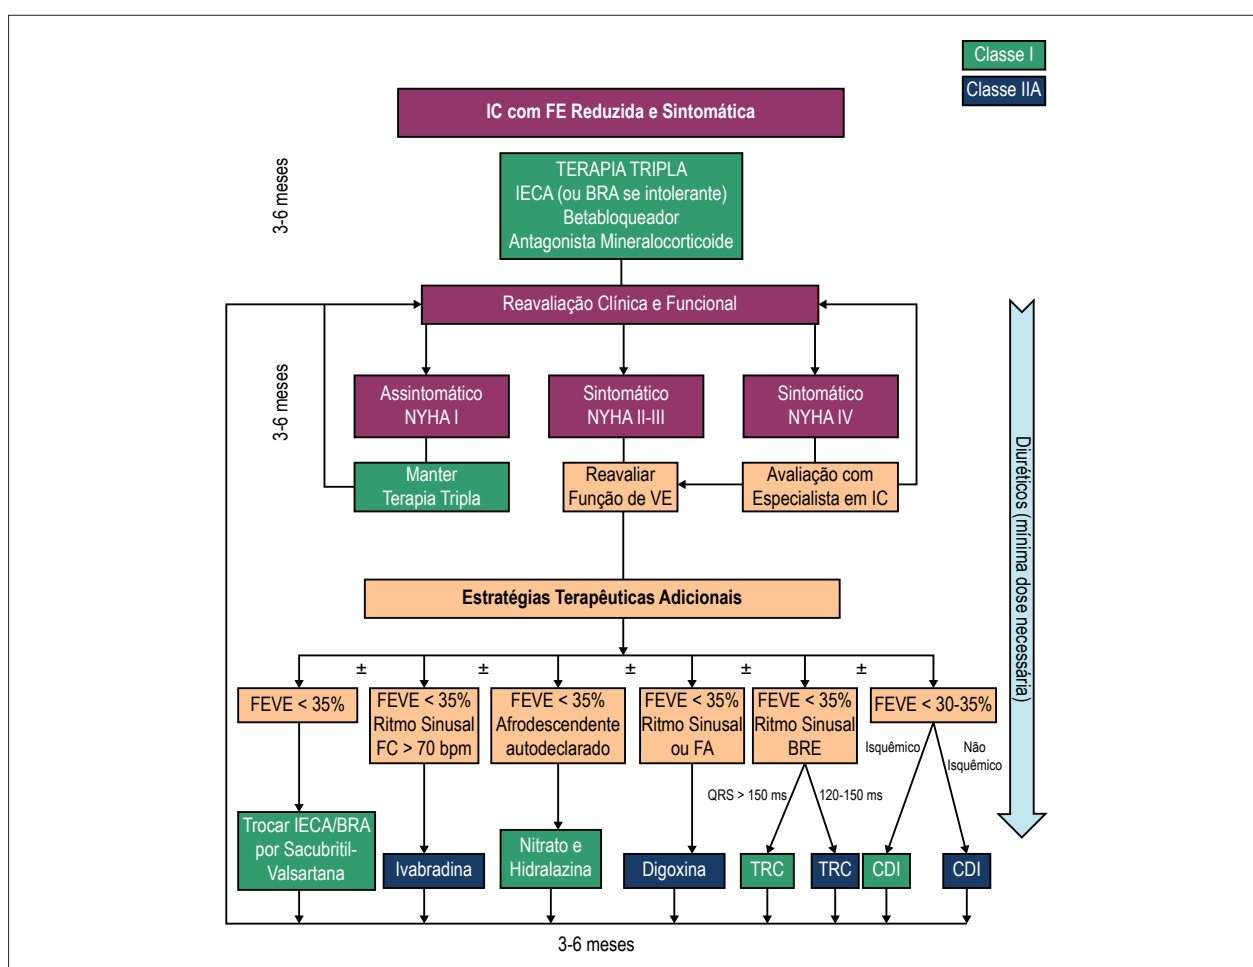 Classe I
Classe IIA
IC com FE Reduzida e Sintomática
3-6 meses
TERAPIA TRIPLA
IECA (ou BRA se intolerante)
Betabloqueador
Antagonista Mineralocorticoide
Reavaliação Clínica e Funcional
3-6 meses
Assintomático
NYHA I
Sintomático
NYHA II-III
Sintomático
NYHA IV
Manter
Terapia Tripla
Reavaliar
Função de VE
Avaliação com
Especialista em IC
Diuréticos (mínima dose necessária)
Estratégias Terapêuticas Adicionais
±
±
±
±
±
FEVE < 35%
FEVE < 35%
Ritmo Sinusal
FC > 70 bpm
FEVE < 35%
Afrodescendente
autodeclarado
FEVE < 35%
Ritmo Sinusal
ou FA
FEVE < 35%
Ritmo Sinusal
BRE
FEVE < 30-35%
Isquêmico
Não
Isquêmico
QRS > 150 ms
120-150 ms
Trocar IECA/BRA
por Sacubritil-
Valsartana
Ivabradina
Nitrato e
Hidralazina
Digoxina
TRC
TRC
CDI
CDI
3-6 meses